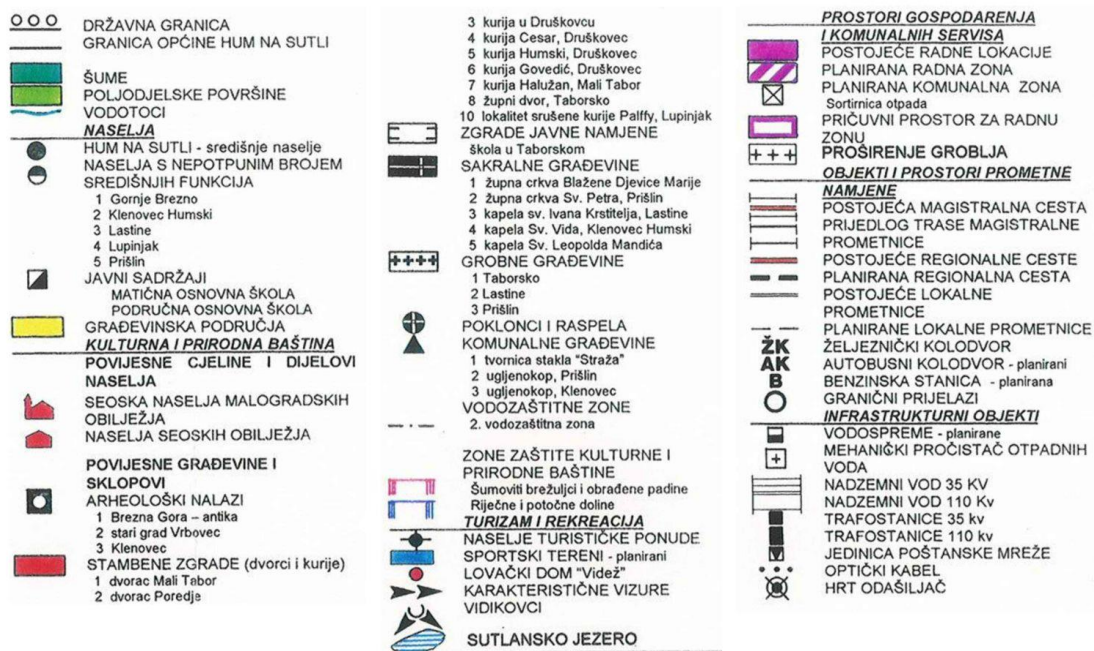 DRŽAVNA GRANICA
GRANICA OPĆINE HUM NA SUTLI
ŠUME
POLJODJELSKE POVRŠINE
VODOTOCI
NASELJA
HUM NA SUTLI - središnje naselje
NASELJA S NEPOTPUNIM BROJEM
SREDIŠNJIH FUNKCIJA
1 Gornje Brezno
2 Klenovec Humski
3 Lastine
4 Lupinjak
5 Prišlin
JAVNI SADRŽAJI
MATIČNA OSNOVNA ŠKOLA
PODRUČNA OSNOVNA ŠKOLA
GRAĐEVINSKA PODRUČJA
KULTURNA I PRIRODNA BAŠTINA
POVIJESNE CJELINE I DIJELOVI
NASELJA
SEOSKA NASELJA MALOGRADSKIH
OBILJEŽJA
NASELJA SEOSKIH OBILJEŽJA
POVIJESNE GRAĐEVINE I
SKLOPOVI
ARHEOLOŠKI NALAZI
1 Brezna Gora – antika
2 stari grad Vrbovec
3 Klenovec
STAMBENE ZGRADE (dvorci i kurije)
1 dvorac Mali Tabor
2 dvorac Poredje
3 kurija u Druškovcu
4 kurija Cesar, Druškovec
5 kurija Humski, Druškovec
6 kurija Govedić, Druškovec
7 kurija Halužan, Mali Tabor
8 župni dvor, Taborsko
10 lokalitet srušene kurije Palffy, Lupinjak
ZGRADE JAVNE NAMJENE
škola u Taborskom
SAKRALNE GRAĐEVINE
1 župna crkva Blažene Djevice Marije
2 župna crkva Sv. Petra, Prišlin
3 kapela sv. Ivana Krstitelja, Lastine
4 kapela Sv. Vida, Klenovec Humski
5 kapela Sv. Leopolda Mandića
GROBNE GRAĐEVINE
1 Taborsko
2 Lastine
3 Prišlin
POKLONCI I RASPELA
KOMUNALNE GRAĐEVINE
1 tvornica stakla "Straža"
2 ugljenokop, Prišlin
3 ugljenokop, Klenovec
VODOZAŠTITNE ZONE
2. vodozaštitna zona
ZONE ZAŠTITE KULTURNE I
PRIRODNE BAŠTINE
Šumoviti brežuljci i obrađene padine
Riječne i potočne doline
TURIZAM I REKREACIJA
NASELJE TURISTIČKE PONUDE
SPORTSKI TERENI - planirani
LOVAČKI DOM "Videž"
KARAKTERISTIČNE VIZURE
VIDIKOVCI
SUTLANSKO JEZERO
PROSTORI GOSPODARENJA
I KOMUNALNIH SERVISA
POSTOJEĆE RADNE LOKACIJE
PLANIRANA RADNA ZONA
PLANIRANA KOMUNALNA ZONA
Sortirnica otpada
PRIČUVNI PROSTOR ZA RADNU
ZONU
PROŠIRENJE GROBLJA
OBJEKTI I PROSTORI PROMETNE
NAMJENE
POSTOJEĆA MAGISTRALNA CESTA
PRIJEDLOG TRASE MAGISTRALNE
PROMETNICE
POSTOJEĆE REGIONALNE CESTE
PLANIRANA REGIONALNA CESTA
POSTOJEĆE LOKALNE
PROMETNICE
PLANIRANE LOKALNE PROMETNICE
ŽK ŽELJEZNIČKI KOLODVOR
AK AUTOBUSNI KOLODVOR - planirani
B BENZINSKA STANICA - planirana
GRANIČNI PRIJELAZI
INFRASTRUKTURNI OBJEKTI
VODOSPREME - planirane
MEHANIČKI PROČISTAČ OTPADNIH
VODA
NADZEMNI VOD 35 KV
NADZEMNI VOD 110 Kv
TRAFOSTANICE 35 kv
TRAFOSTANICE 110 kv
JEDINICA POŠTANSKE MREŽE
OPTIČKI KABEL
HRT ODAŠILJAČ